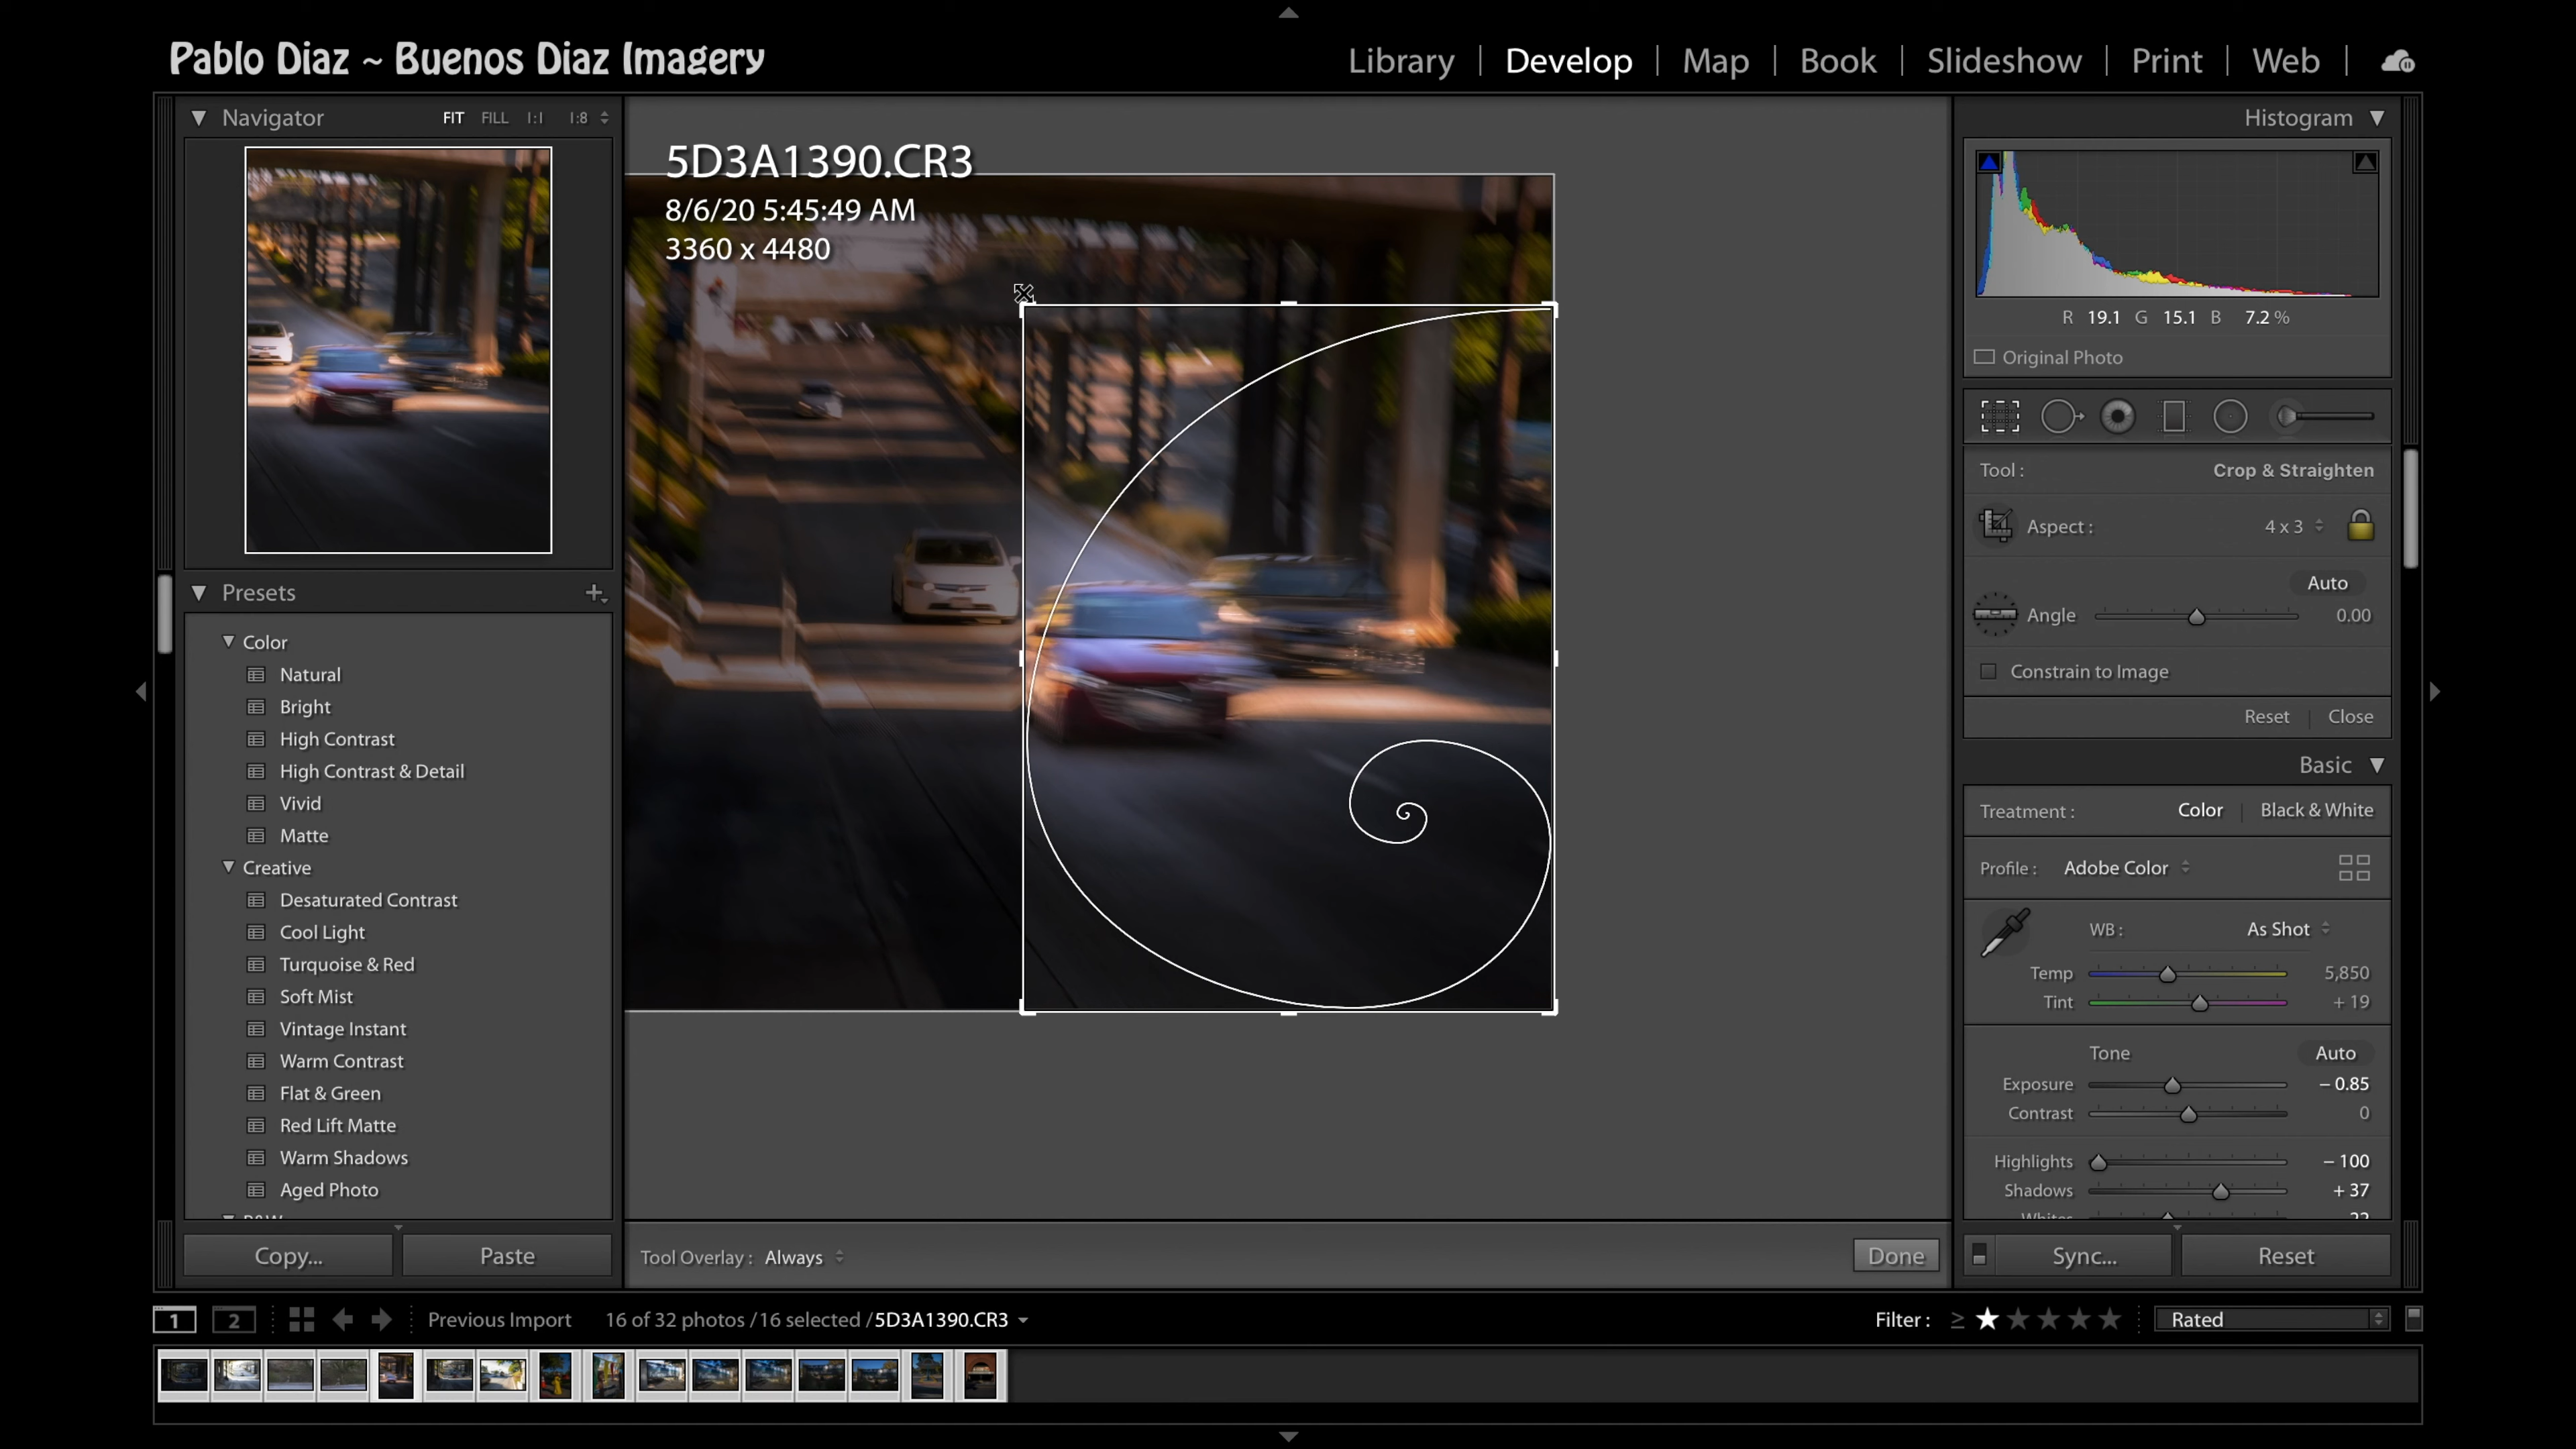 Pablo Diaz ~ Buenos Diaz Imagery
Library | Develop | Map | Book | Slideshow | Print | Web |
Navigator FIT FILL 1:1 1:8
Presets
Color
Natural
Bright
High Contrast
High Contrast & Detail
Vivid
Matte
Creative
Desaturated Contrast
Cool Light
Turquoise & Red
Soft Mist
Vintage Instant
Warm Contrast
Flat & Green
Red Lift Matte
Warm Shadows
Aged Photo
Copy... Paste
5D3A1390.CR3
8/6/20 5:45:49 AM
3360 x 4480
Tool Overlay : Always Done
Histogram
R 19.1 G 15.1 B 7.2 %
Original Photo
Tool : Crop & Straighten
Aspect : 4 x 3
Auto
Angle 0.00
Constrain to Image
Reset | Close
Basic
Treatment : Color | Black & White
Profile : Adobe Color
WB : As Shot
Temp 5,850
Tint + 19
Tone Auto
Exposure – 0.85
Contrast 0
Highlights – 100
Shadows + 37
Sync... Reset
1 2 Previous Import 16 of 32 photos / 16 selected / 5D3A1390.CR3 Filter : ≥ ★★★★★ Rated